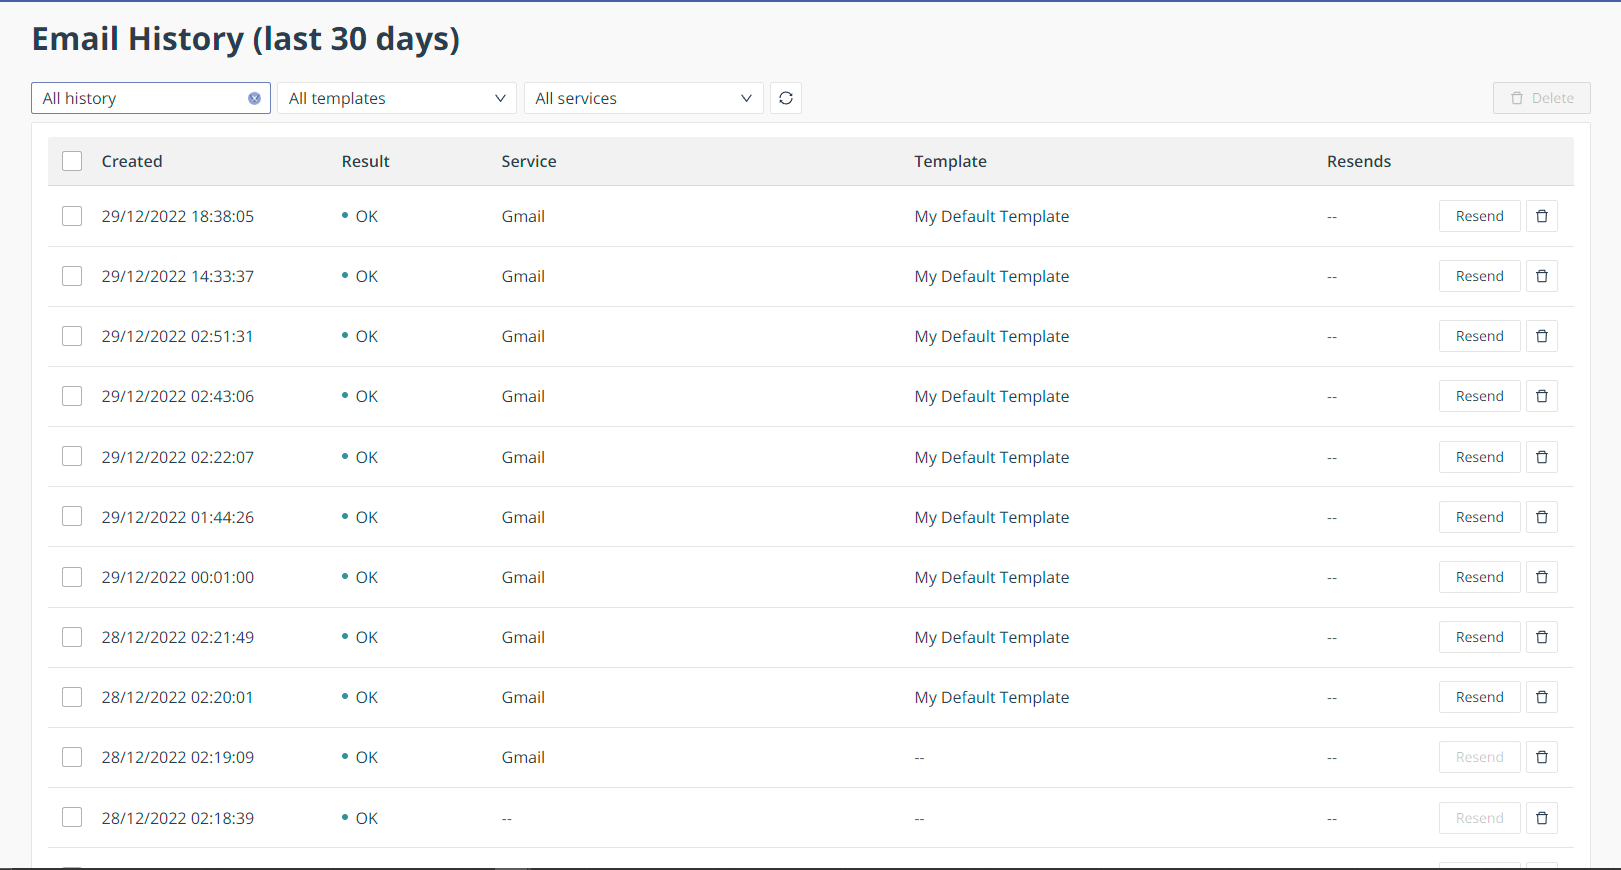 Email History (last 30 days)
All history All templates All services Delete
Created Result Service Template Resends
29/12/2022 18:38:05 OK Gmail My Default Template -- Resend
29/12/2022 14:33:37 OK Gmail My Default Template -- Resend
29/12/2022 02:51:31 OK Gmail My Default Template -- Resend
29/12/2022 02:43:06 OK Gmail My Default Template -- Resend
29/12/2022 02:22:07 OK Gmail My Default Template -- Resend
29/12/2022 01:44:26 OK Gmail My Default Template -- Resend
29/12/2022 00:01:00 OK Gmail My Default Template -- Resend
28/12/2022 02:21:49 OK Gmail My Default Template -- Resend
28/12/2022 02:20:01 OK Gmail My Default Template -- Resend
28/12/2022 02:19:09 OK Gmail -- -- Resend
28/12/2022 02:18:39 OK -- -- -- Resend